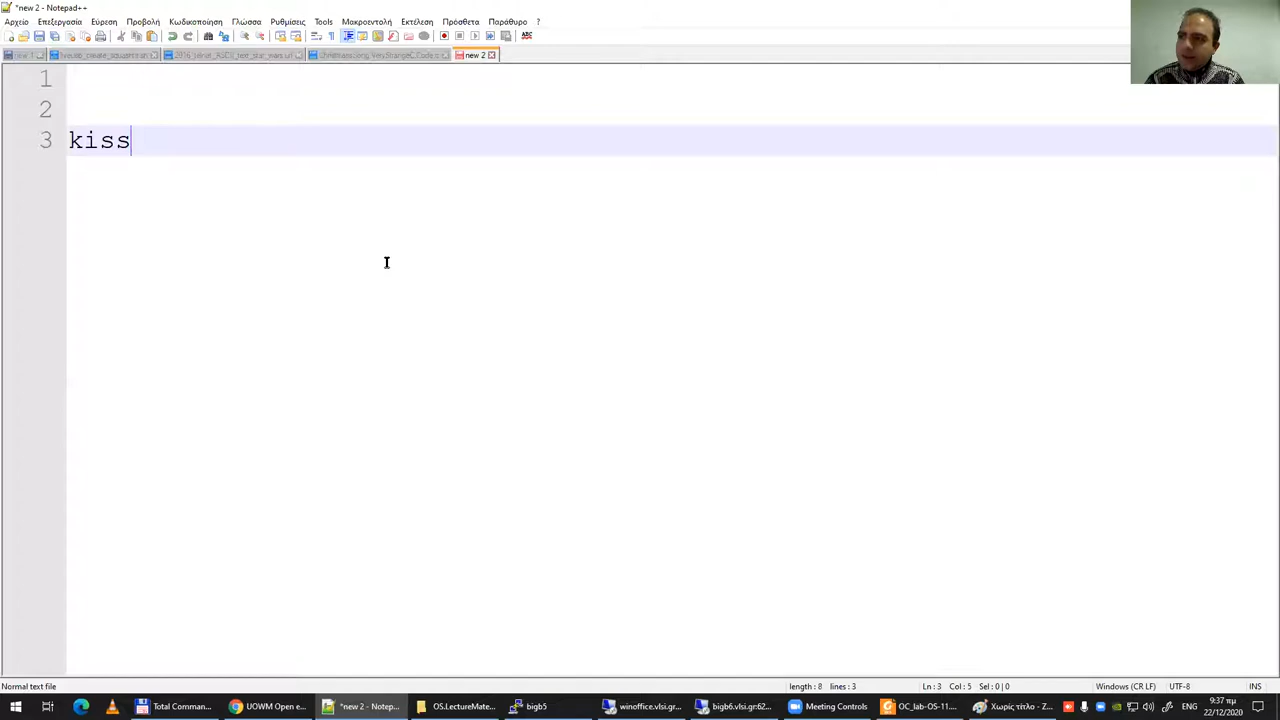 *new 2 - Notepad++
Αρχείο Επεξεργασία Εύρεση Προβολή Κωδικοποίηση Γλώσσα Ρυθμίσεις Tools Μακροεντολή Εκτέλεση Πρόσθετα Παράθυρο ?
new 1 new 2
1
2
3 kiss
Normal text file length : 8 lines : 3 Ln : 3 Col : 5 Sel : 0 | 0 Windows (CR LF) UTF-8 INS
Total Comman... UOWM Open e... *new 2 - Notep... OS.LectureMate... bigb5 winoffice.vlsi.gr:... bigb6.vlsi.gr:62... Meeting Controls OC_lab-OS-11... Χωρίς τίτλο - Ζ... 9:37 πμ
22/12/2020